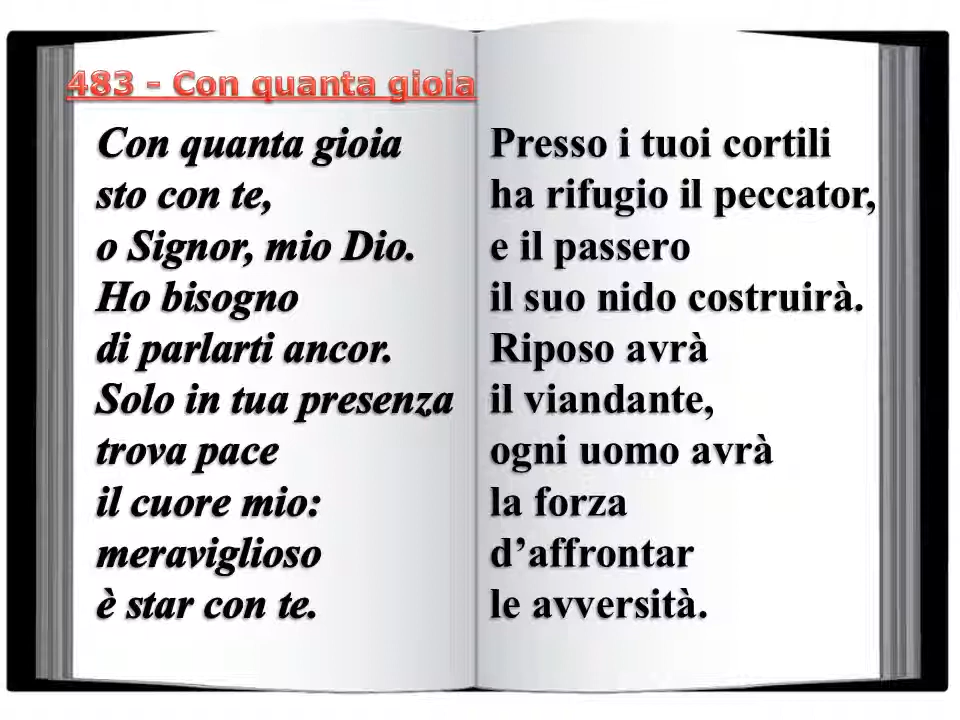 483 - Con quanta gioia
Con quanta gioia
sto con te,
o Signor, mio Dio.
Ho bisogno
di parlarti ancor.
Solo in tua presenza
trova pace
il cuore mio:
meraviglioso
è star con te.
Presso i tuoi cortili
ha rifugio il peccator,
e il passero
il suo nido costruirà.
Riposo avrà
il viandante,
ogni uomo avrà
la forza
d’affrontar
le avversità.